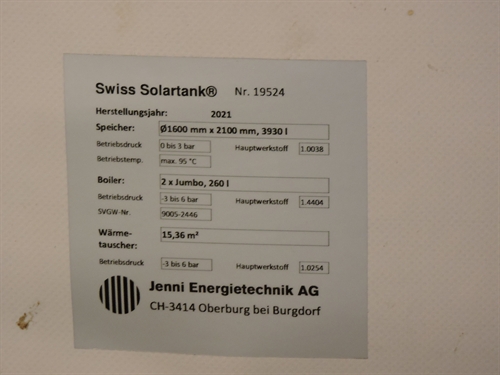 Swiss Solartank® Nr. 19524
Herstellungsjahr: 2021
Speicher: Ø1600 mm x 2100 mm, 3930 l
Betriebsdruck 0 bis 3 bar Hauptwerkstoff 1.0038
Betriebstemp. max. 95 °C
Boiler: 2 x Jumbo, 260 l
Betriebsdruck -3 bis 6 bar Hauptwerkstoff 1.4404
SVGW-Nr. 9005-2446
Wärme- 15,36 m²
tauscher:
Betriebsdruck -3 bis 6 bar Hauptwerkstoff 1.0254
Jenni Energietechnik AG
CH-3414 Oberburg bei Burgdorf